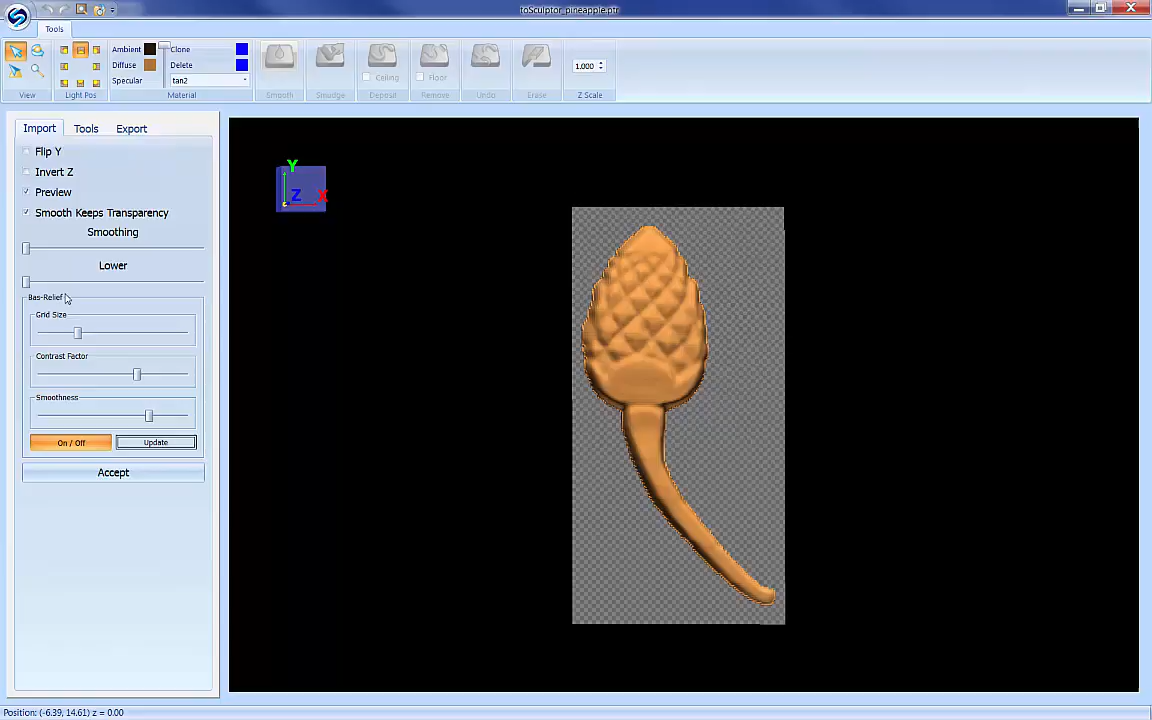 toSculptor_pineapple.ptr
Tools
Ambient
Clone
Diffuse
Delete
Specular
tan2
View
Light Pos
Material
Smooth
Smudge
Ceiling
Deposit
Floor
Remove
Undo
Erase
1.000
Z Scale
Import
Tools
Export
Flip Y
Invert Z
Preview
Smooth Keeps Transparency
Smoothing
Lower
Bas-Relief
Grid Size
Contrast Factor
Smoothness
On / Off
Update
Accept
Y
Z
X
Position: (-6.39, 14.61) z = 0.00